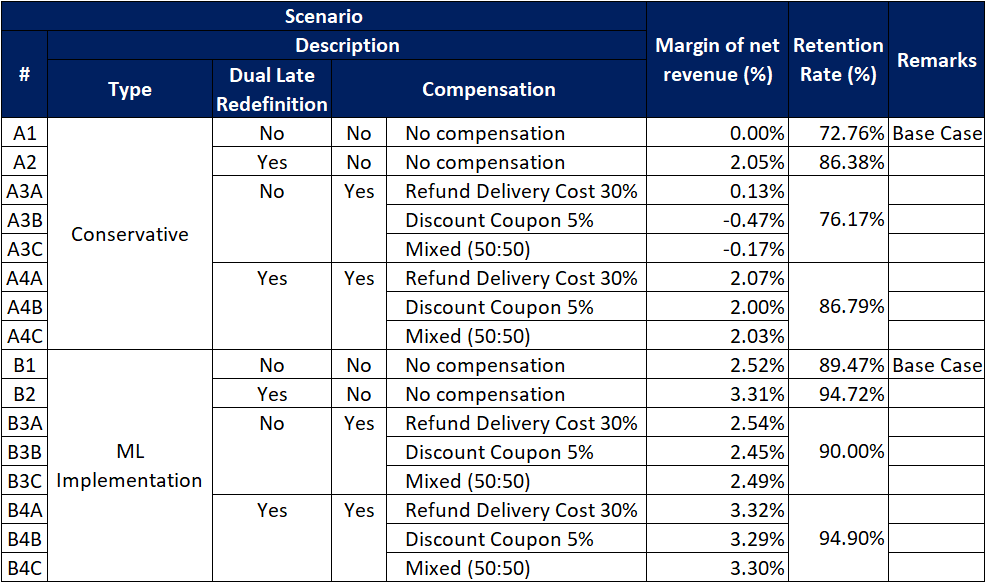 Scenario
Description
#
Type
Dual Late
Redefinition
Compensation
Margin of net
revenue (%)
Retention
Rate (%)
Remarks
A1 No No No compensation 0.00% 72.76% Base Case
A2 Yes No No compensation 2.05% 86.38%
A3A No Yes Refund Delivery Cost 30% 0.13%
A3B Discount Coupon 5% -0.47% 76.17%
Conservative
A3C Mixed (50:50) -0.17%
A4A Yes Yes Refund Delivery Cost 30% 2.07%
A4B Discount Coupon 5% 2.00% 86.79%
A4C Mixed (50:50) 2.03%
B1 No No No compensation 2.52% 89.47% Base Case
B2 Yes No No compensation 3.31% 94.72%
B3A No Yes Refund Delivery Cost 30% 2.54%
B3B ML Discount Coupon 5% 2.45% 90.00%
B3C Implementation Mixed (50:50) 2.49%
B4A Yes Yes Refund Delivery Cost 30% 3.32%
B4B Discount Coupon 5% 3.29% 94.90%
B4C Mixed (50:50) 3.30%